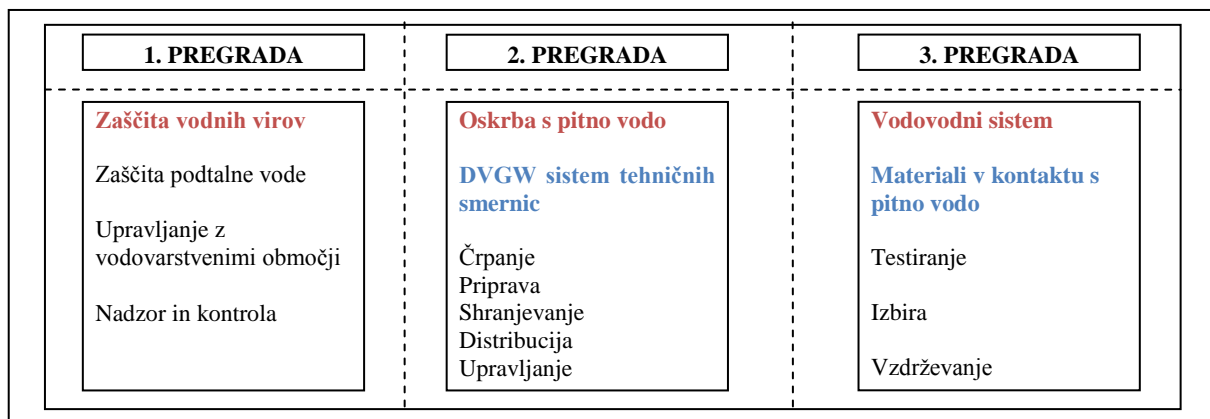 1. PREGRADA
Zaščita vodnih virov
Zaščita podtalne vode
Upravljanje z
vodovarstvenimi območji
Nadzor in kontrola
2. PREGRADA
Oskrba s pitno vodo
DVGW sistem tehničnih
smernic
Črpanje
Priprava
Shranjevanje
Distribucija
Upravljanje
3. PREGRADA
Vodovodni sistem
Materiali v kontaktu s
pitno vodo
Testiranje
Izbira
Vzdrževanje